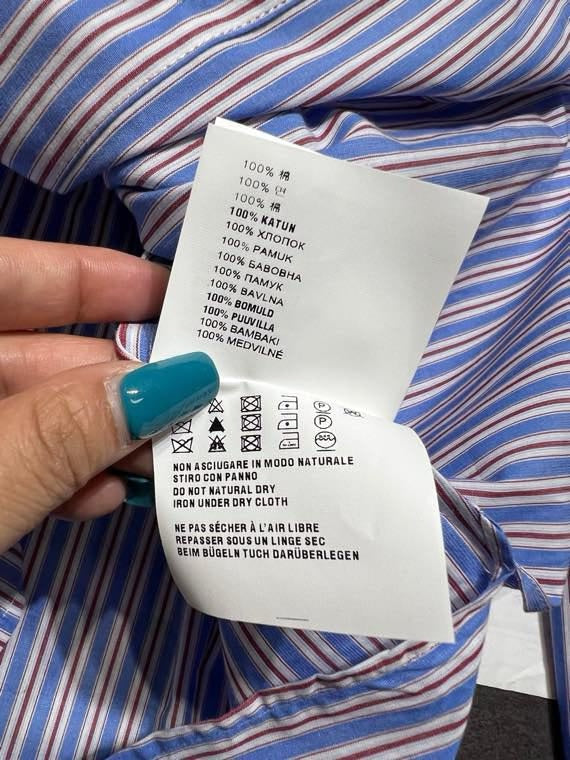 100% 棉
100% 면
100% 棉
100% KATUN
100% ХЛОПОК
100% PAMUK
100% БАВОВНА
100% ПАМУК
100% BAVLNA
100% BOMULD
100% PUUVILLA
100% BAMBAKI
100% MEDVILNĖ
P
P
NON ASCIUGARE IN MODO NATURALE
STIRO CON PANNO
DO NOT NATURAL DRY
IRON UNDER DRY CLOTH
NE PAS SÉCHER À L'AIR LIBRE
REPASSER SOUS UN LINGE SEC
BEIM BÜGELN TUCH DARÜBERLEGEN